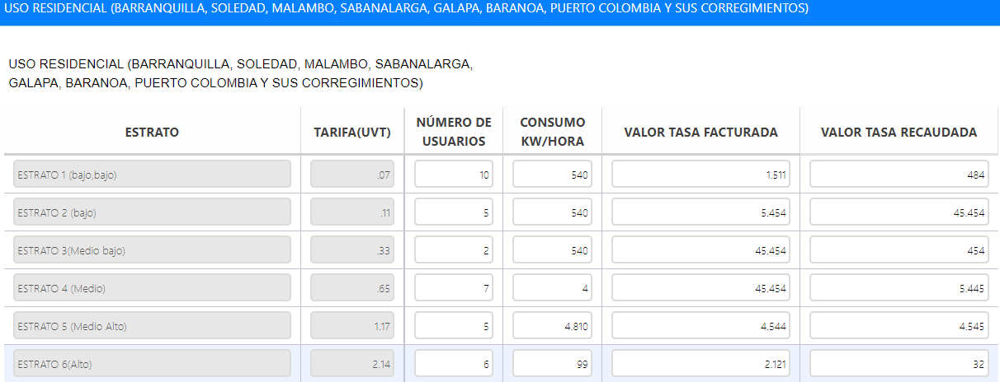 USO RESIDENCIAL (BARRANQUILLA, SOLEDAD, MALAMBO, SABANALARGA, GALAPA, BARANOA, PUERTO COLOMBIA Y SUS CORREGIMIENTOS)
USO RESIDENCIAL (BARRANQUILLA, SOLEDAD, MALAMBO, SABANALARGA,
GALAPA, BARANOA, PUERTO COLOMBIA Y SUS CORREGIMIENTOS)
ESTRATO TARIFA(UVT) NÚMERO DE USUARIOS CONSUMO KW/HORA VALOR TASA FACTURADA VALOR TASA RECAUDADA
ESTRATO 1 (bajo,bajo) .07 10 540 1.511 484
ESTRATO 2 (bajo) .11 5 540 5.454 45.454
ESTRATO 3(Medio bajo) .33 2 540 45.454 454
ESTRATO 4 (Medio) .65 7 4 45.454 5.445
ESTRATO 5 (Medio Alto) 1.17 5 4.810 4.544 4.545
ESTRATO 6(Alto) 2.14 6 99 2.121 32